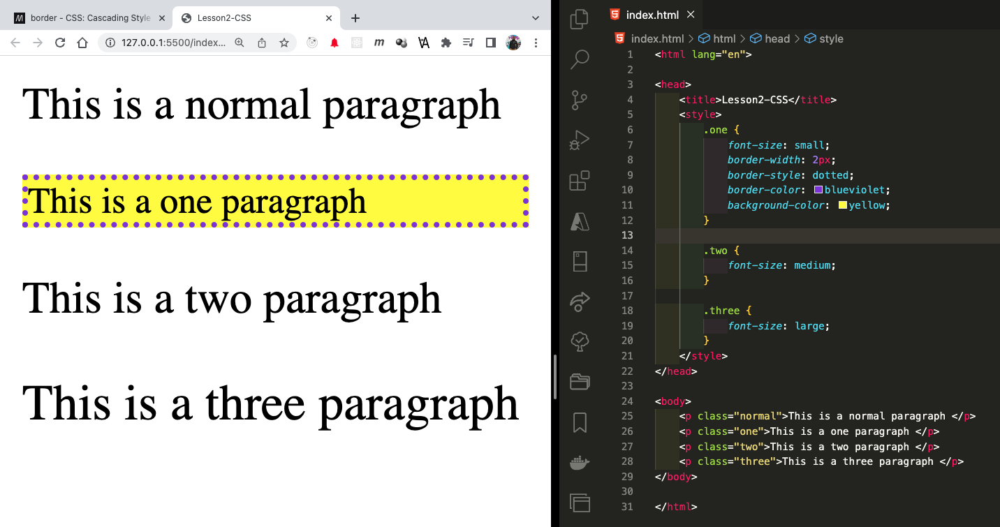 border - CSS: Cascading Style
Lesson2-CSS
127.0.0.1:5500/index...
This is a normal paragraph
This is a one paragraph
This is a two paragraph
This is a three paragraph
index.html
index.html > html > head > style
1 <html lang="en">
2
3 <head>
4 <title>Lesson2-CSS</title>
5 <style>
6 .one {
7 font-size: small;
8 border-width: 2px;
9 border-style: dotted;
10 border-color: blueviolet;
11 background-color: yellow;
12 }
13
14 .two {
15 font-size: medium;
16 }
17
18 .three {
19 font-size: large;
20 }
21 </style>
22 </head>
23
24 <body>
25 <p class="normal">This is a normal paragraph </p>
26 <p class="one">This is a one paragraph </p>
27 <p class="two">This is a two paragraph </p>
28 <p class="three">This is a three paragraph </p>
29 </body>
30
31 </html>